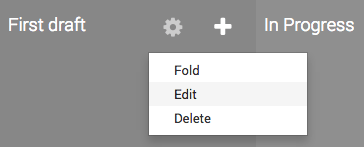 First draft
In Progress
Fold
Edit
Delete